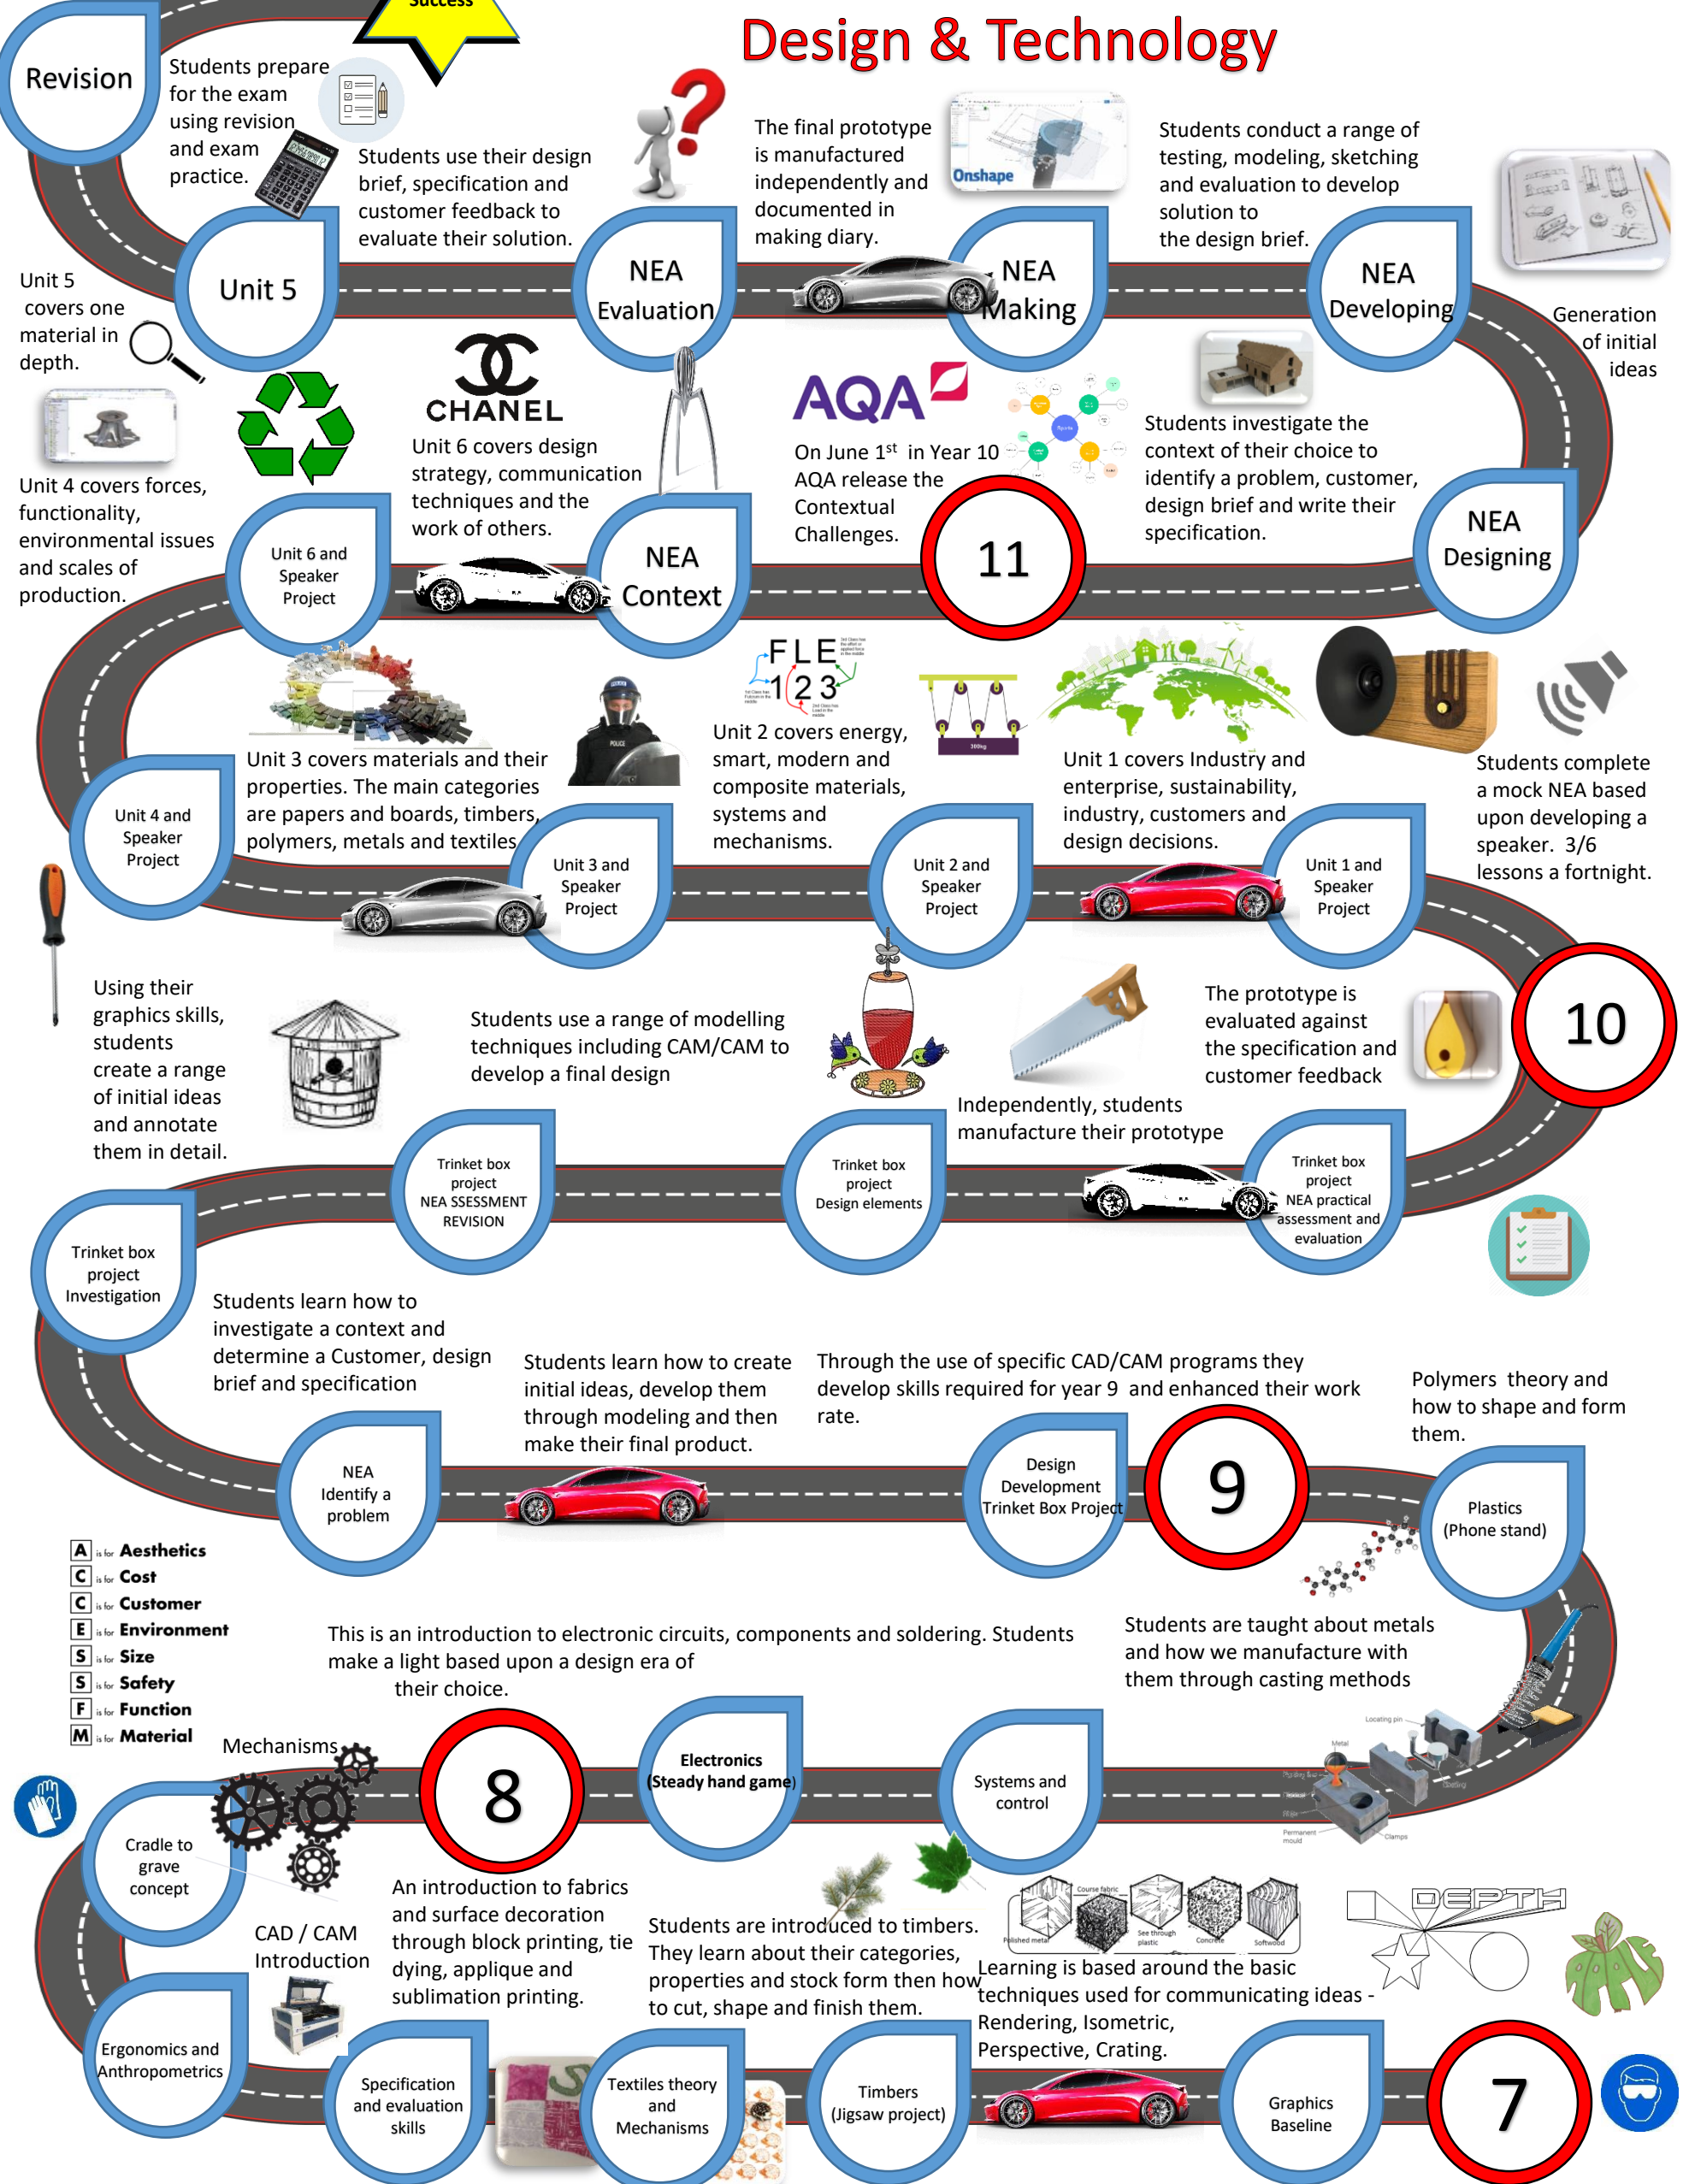 Success
Design & Technology
Revision
Students prepare
for the exam
using revision
and exam
practice.
Students use their design
brief, specification and
customer feedback to
evaluate their solution.
The final prototype
is manufactured
independently and
documented in
making diary.
Onshape
Students conduct a range of
testing, modeling, sketching
and evaluation to develop
solution to
the design brief.
Unit 5
NEA
Evaluation
NEA
Making
NEA
Developing
Unit 5
covers one
material in
depth.
Generation
of initial
ideas
CHANEL
Unit 6 covers design
strategy, communication
techniques and the
work of others.
AQA
On June 1st in Year 10
AQA release the
Contextual
Challenges.
Students investigate the
context of their choice to
identify a problem, customer,
design brief and write their
specification.
Unit 4 covers forces,
functionality,
environmental issues
and scales of
production.
Unit 6 and
Speaker
Project
NEA
Context
11
NEA
Designing
Unit 3 covers materials and their
properties. The main categories
are papers and boards, timbers,
polymers, metals and textiles
POLICE
FLE
123
Unit 2 covers energy,
smart, modern and
composite materials,
systems and
mechanisms.
300kg
Unit 1 covers Industry and
enterprise, sustainability,
industry, customers and
design decisions.
Students complete
a mock NEA based
upon developing a
speaker. 3/6
lessons a fortnight.
Unit 4 and
Speaker
Project
Unit 3 and
Speaker
Project
Unit 2 and
Speaker
Project
Unit 1 and
Speaker
Project
10
Using their
graphics skills,
students
create a range
of initial ideas
and annotate
them in detail.
Students use a range of modelling
techniques including CAM/CAM to
develop a final design
Independently, students
manufacture their prototype
The prototype is
evaluated against
the specification and
customer feedback
Trinket box
project
Investigation
Trinket box
project
NEA SSESSMENT
REVISION
Trinket box
project
Design elements
Trinket box
project
NEA practical
assessment and
evaluation
Students learn how to
investigate a context and
determine a Customer, design
brief and specification
Students learn how to create
initial ideas, develop them
through modeling and then
make their final product.
Through the use of specific CAD/CAM programs they
develop skills required for year 9 and enhanced their work
rate.
Polymers theory and
how to shape and form
them.
NEA
Identify a
problem
Design
Development
Trinket Box Project
9
Plastics
(Phone stand)
A is for Aesthetics
C is for Cost
C is for Customer
E is for Environment
S is for Size
S is for Safety
F is for Function
M is for Material
This is an introduction to electronic circuits, components and soldering. Students
make a light based upon a design era of
their choice.
Students are taught about metals
and how we manufacture with
them through casting methods
Locating pin
Metal
Permanent
mould
Clamps
Mechanisms
Cradle to
grave
concept
8
Electronics
(Steady hand game)
Systems and
control
CAD / CAM
Introduction
An introduction to fabrics
and surface decoration
through block printing, tie
dying, applique and
sublimation printing.
Students are introduced to timbers.
They learn about their categories,
properties and stock form then how
to cut, shape and finish them.
Course fabric
Polished metal
See through
plastic
Concrete
Softwood
DEPTH
Learning is based around the basic
techniques used for communicating ideas -
Rendering, Isometric,
Perspective, Crating.
Ergonomics and
Anthropometrics
Specification
and evaluation
skills
Textiles theory
and
Mechanisms
Timbers
(Jigsaw project)
Graphics
Baseline
7